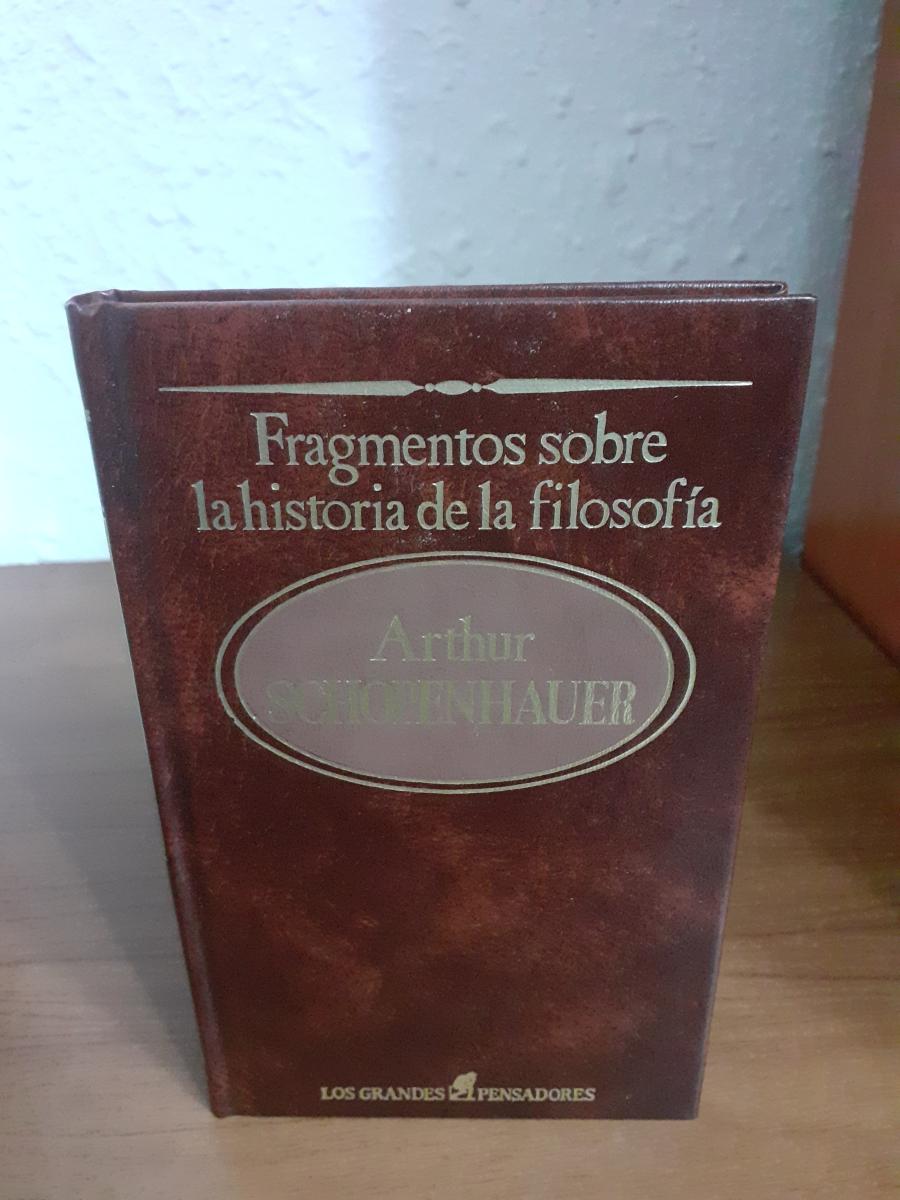 Fragmentos sobre
la historia de la filosofía
Arthur
SCHOPENHAUER
LOS GRANDES PENSADORES